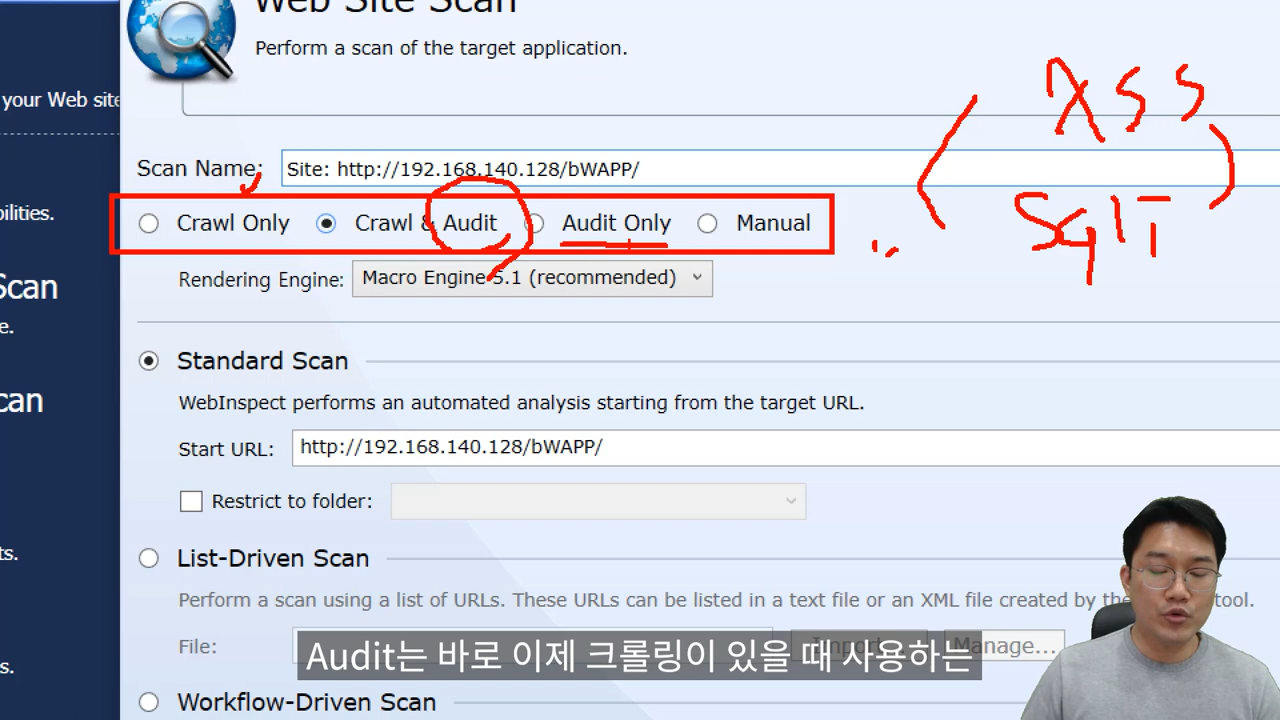 Web Site Scan
Perform a scan of the target application.
your Web site
Scan Name: Site: http://192.168.140.128/bWAPP/
Crawl Only Crawl & Audit Audit Only Manual
Rendering Engine: Macro Engine 5.1 (recommended)
XSS
SqlI
bilities.
Scan
e.
can
ts.
s.
Standard Scan
WebInspect performs an automated analysis starting from the target URL.
Start URL: http://192.168.140.128/bWAPP/
Restrict to folder:
List-Driven Scan
Perform a scan using a list of URLs. These URLs can be listed in a text file or an XML file created by the tool.
File: Import Manage...
Audit는 바로 이제 크롤링이 있을 때 사용하는
Workflow-Driven Scan